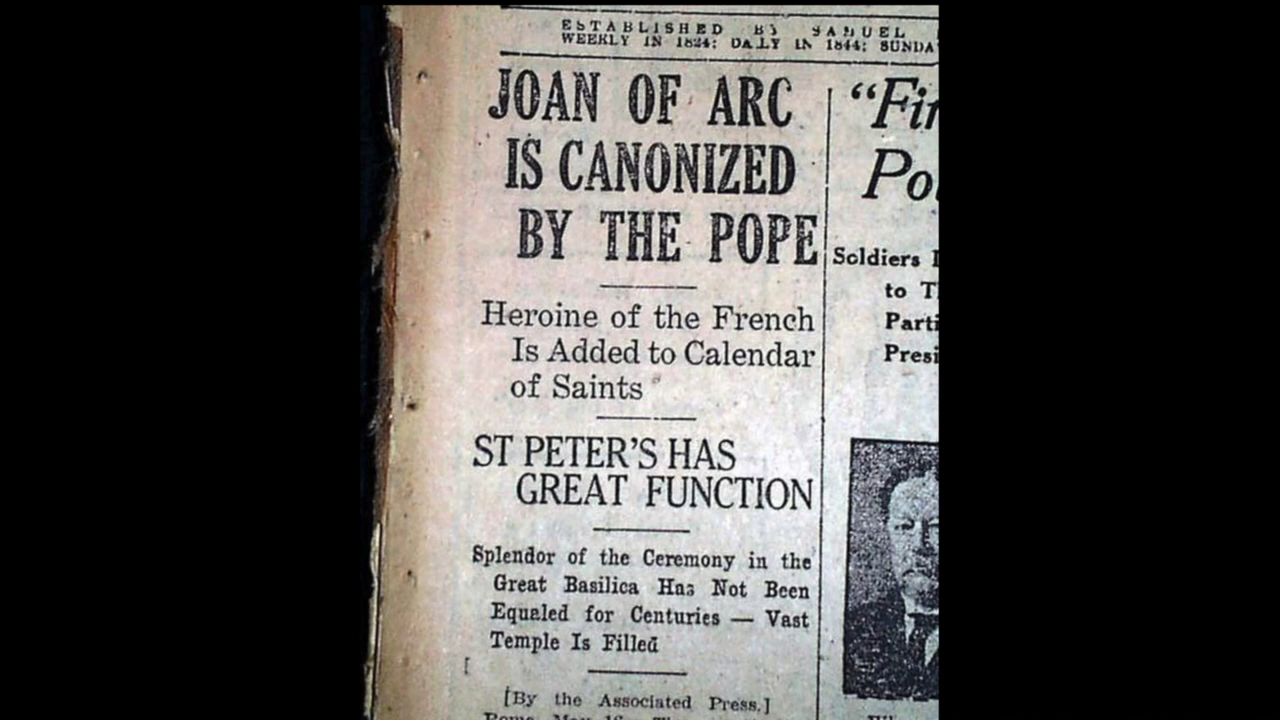 ESTABLISHED BY SAMUEL
WEEKLY IN 1824; DAILY IN 1844; SUNDA
JOAN OF ARC
IS CANONIZED
BY THE POPE
Heroine of the French
Is Added to Calendar
of Saints
ST PETER'S HAS
GREAT FUNCTION
Splendor of the Ceremony in the
Great Basilica Has Not Been
Equaled for Centuries — Vast
Temple Is Filled
[By the Associated Press.]
"Fir
Pol
Soldiers
to T
Parti
Presi